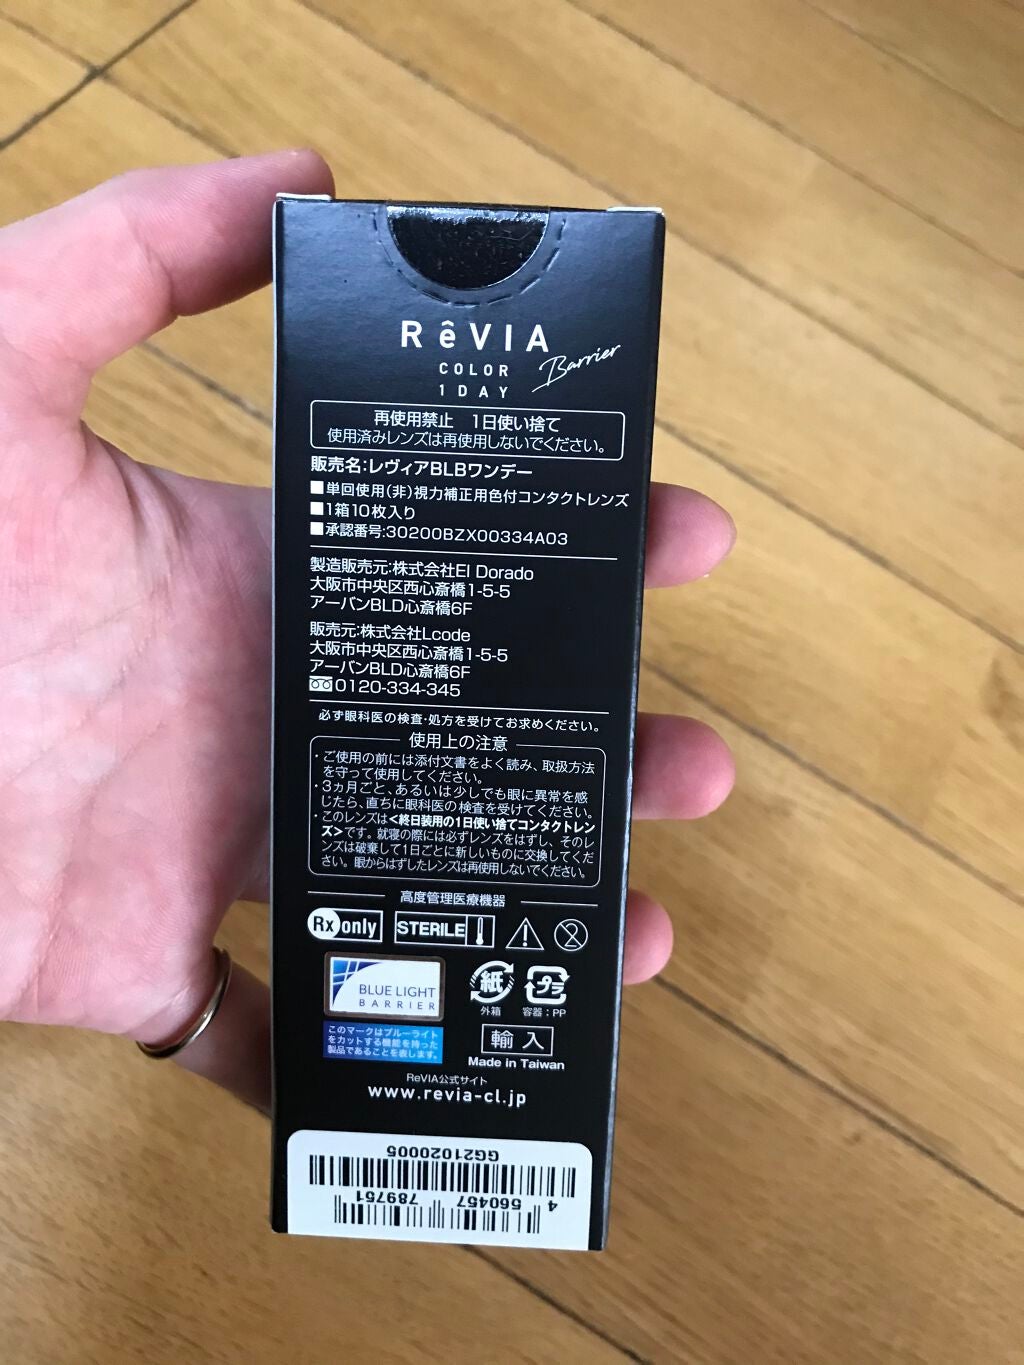 RêVIA
COLOR
1DAY
Barrier
再使用禁止 1日使い捨て
使用済みレンズは再使用しないでください。
販売名:レヴィアBLBワンデー
■単回使用(非)視力補正用色付コンタクトレンズ
■1箱10枚入り
■承認番号:30200BZX00334A03
製造販売元:株式会社El Dorado
大阪市中央区西心斎橋1-5-5
アーバンBLD心斎橋6F
販売元:株式会社Lcode
大阪市中央区西心斎橋1-5-5
アーバンBLD心斎橋6F
0120-334-345
必ず眼科医の検査・処方を受けてお求めください。
使用上の注意
・ご使用の前には添付文書をよく読み、取扱方法
を守って使用してください。
・3ヵ月ごと、あるいは少しでも眼に異常を感
じたら、直ちに眼科医の検査を受けてください。
・このレンズは<終日装用の1日使い捨てコンタクトレン
ズ>です。就寝の際には必ずレンズをはずし、そのレ
ンズは破棄して1日ごとに新しいものに交換してくだ
さい。眼からはずしたレンズは再使用しないでください。
高度管理医療機器
Rx only
STERILE
2
BLUE LIGHT
BARRIER
紙
外箱
プラ
容器:PP
このマークはブルーライト
をカットする機能を持った
製品であることを表します。
輸入
Made in Taiwan
ReVIA公式サイト
www.revia-cl.jp
GG21020005
4 560457 789751